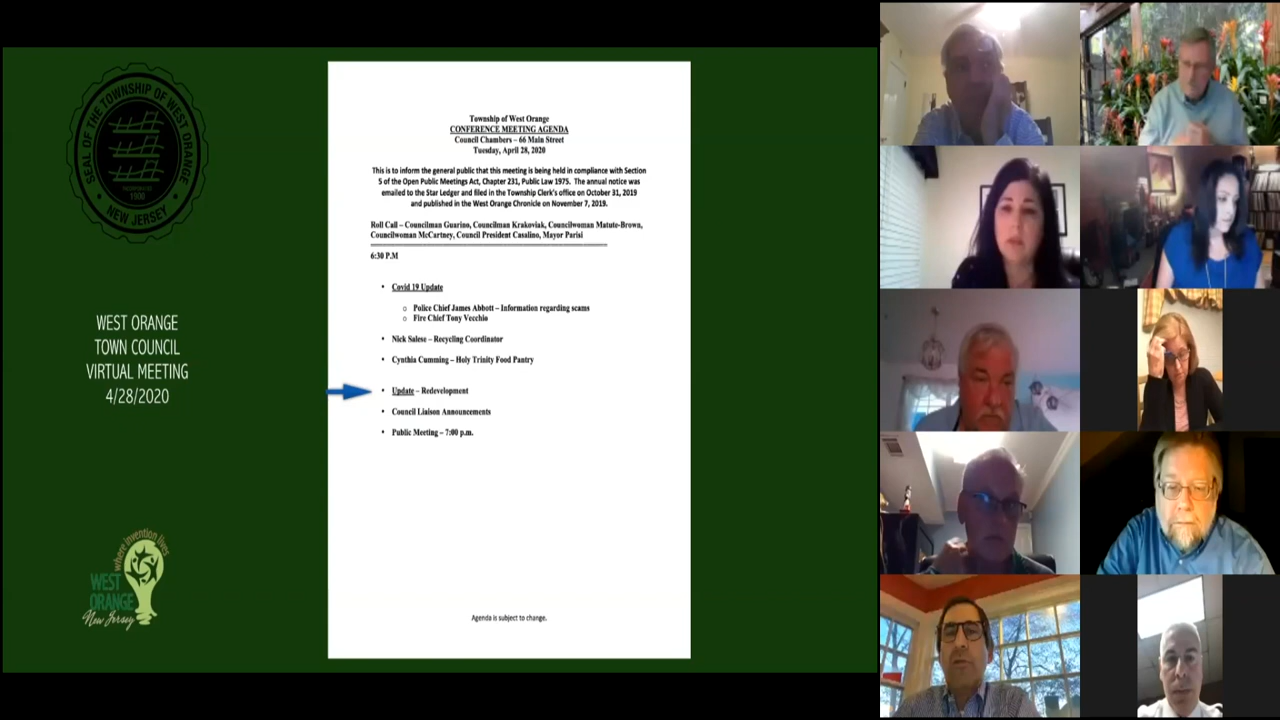 SEAL OF THE TOWNSHIP OF WEST ORANGE
INCORPORATED
1900
NEW JERSEY
WEST ORANGE
TOWN COUNCIL
VIRTUAL MEETING
4/28/2020
where invention lives
WEST
ORANGE
New Jersey
Township of West Orange
CONFERENCE MEETING AGENDA
Council Chambers – 66 Main Street
Tuesday, April 28, 2020
This is to inform the general public that this meeting is being held in compliance with Section
5 of the Open Public Meetings Act, Chapter 231, Public Law 1975. The annual notice was
emailed to the Star Ledger and filed in the Township Clerk's office on October 31, 2019
and published in the West Orange Chronicle on November 7, 2019.
Roll Call – Councilman Guarino, Councilman Krakoviak, Councilwoman Matute-Brown,
Councilwoman McCartney, Council President Casalino, Mayor Parisi
6:30 P.M
• Covid 19 Update
o Police Chief James Abbott – Information regarding scams
o Fire Chief Tony Vecchio
• Nick Salese – Recycling Coordinator
• Cynthia Cumming – Holy Trinity Food Pantry
• Update – Redevelopment
• Council Liaison Announcements
• Public Meeting – 7:00 p.m.
Agenda is subject to change.